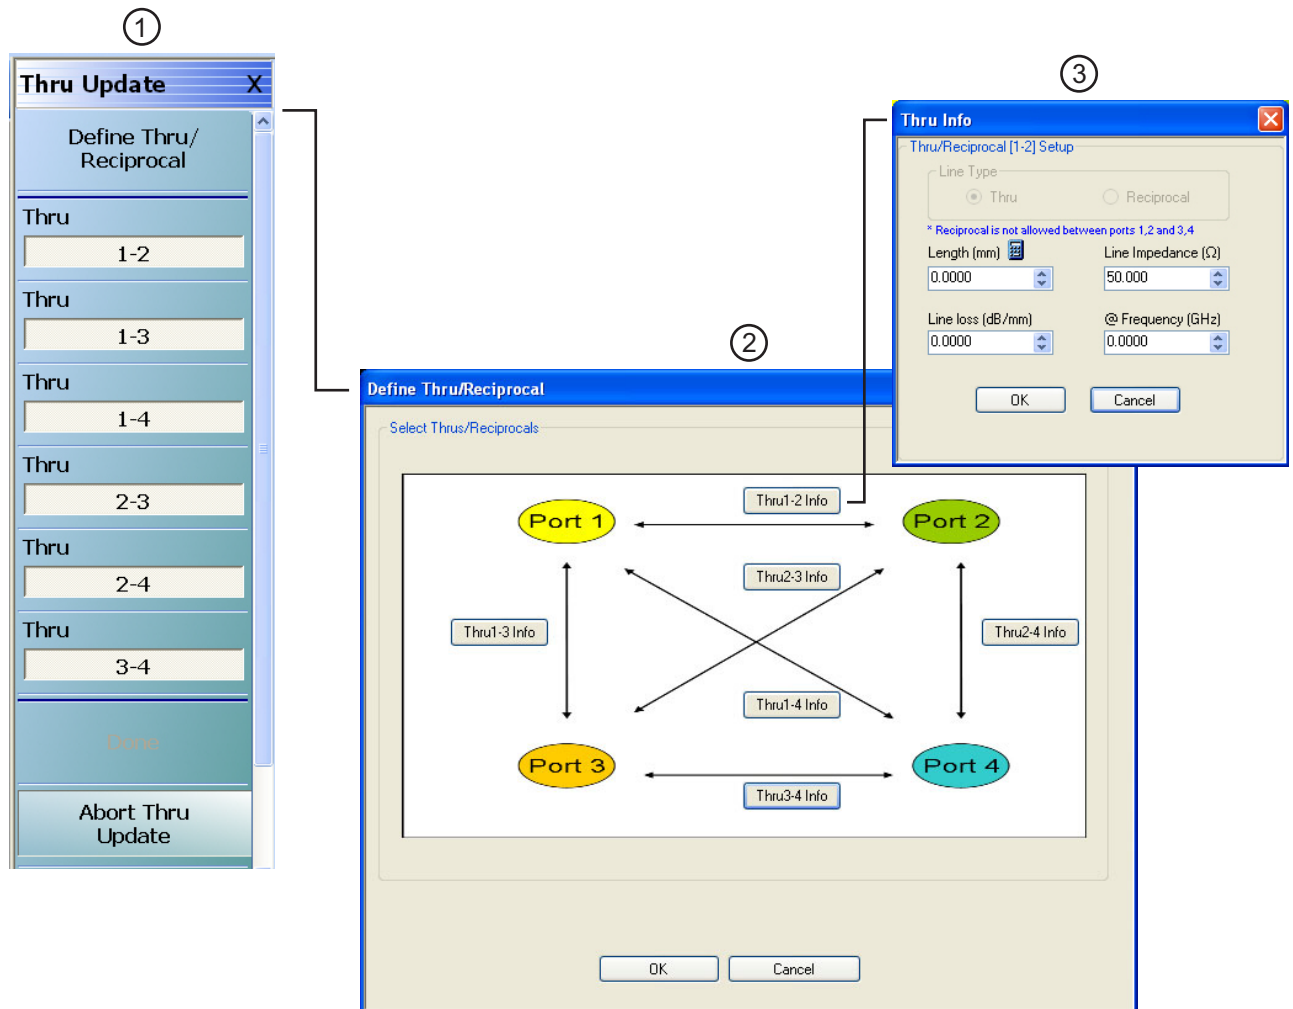 1
Thru Update X
Define Thru/
Reciprocal
Thru
1-2
Thru
1-3
Thru
1-4
Thru
2-3
Thru
2-4
Thru
3-4
Done
Abort Thru
Update
2
Define Thru/Reciprocal
Select Thrus/Reciprocals
Thru1-2 Info
Port 1
Port 2
Thru2-3 Info
Thru1-3 Info
Thru2-4 Info
Thru1-4 Info
Port 3
Port 4
Thru3-4 Info
OK
Cancel
3
Thru Info
Thru/Reciprocal [1-2] Setup
Line Type
Thru
Reciprocal
* Reciprocal is not allowed between ports 1,2 and 3,4
Length (mm)
Line Impedance (Ω)
0.0000
50.000
Line loss (dB/mm)
@ Frequency (GHz)
0.0000
0.0000
OK
Cancel